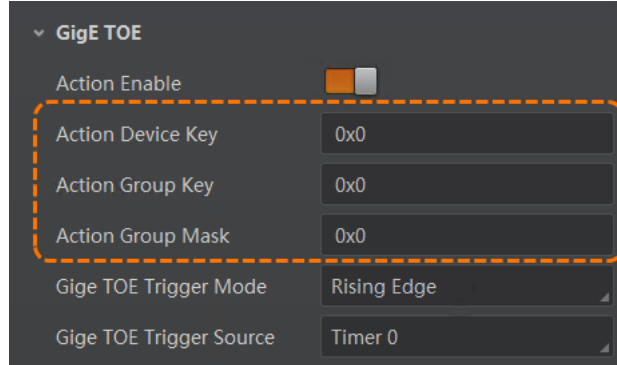 GigE TOE
Action Enable
Action Device Key 0x0
Action Group Key 0x0
Action Group Mask 0x0
Gige TOE Trigger Mode Rising Edge
Gige TOE Trigger Source Timer 0